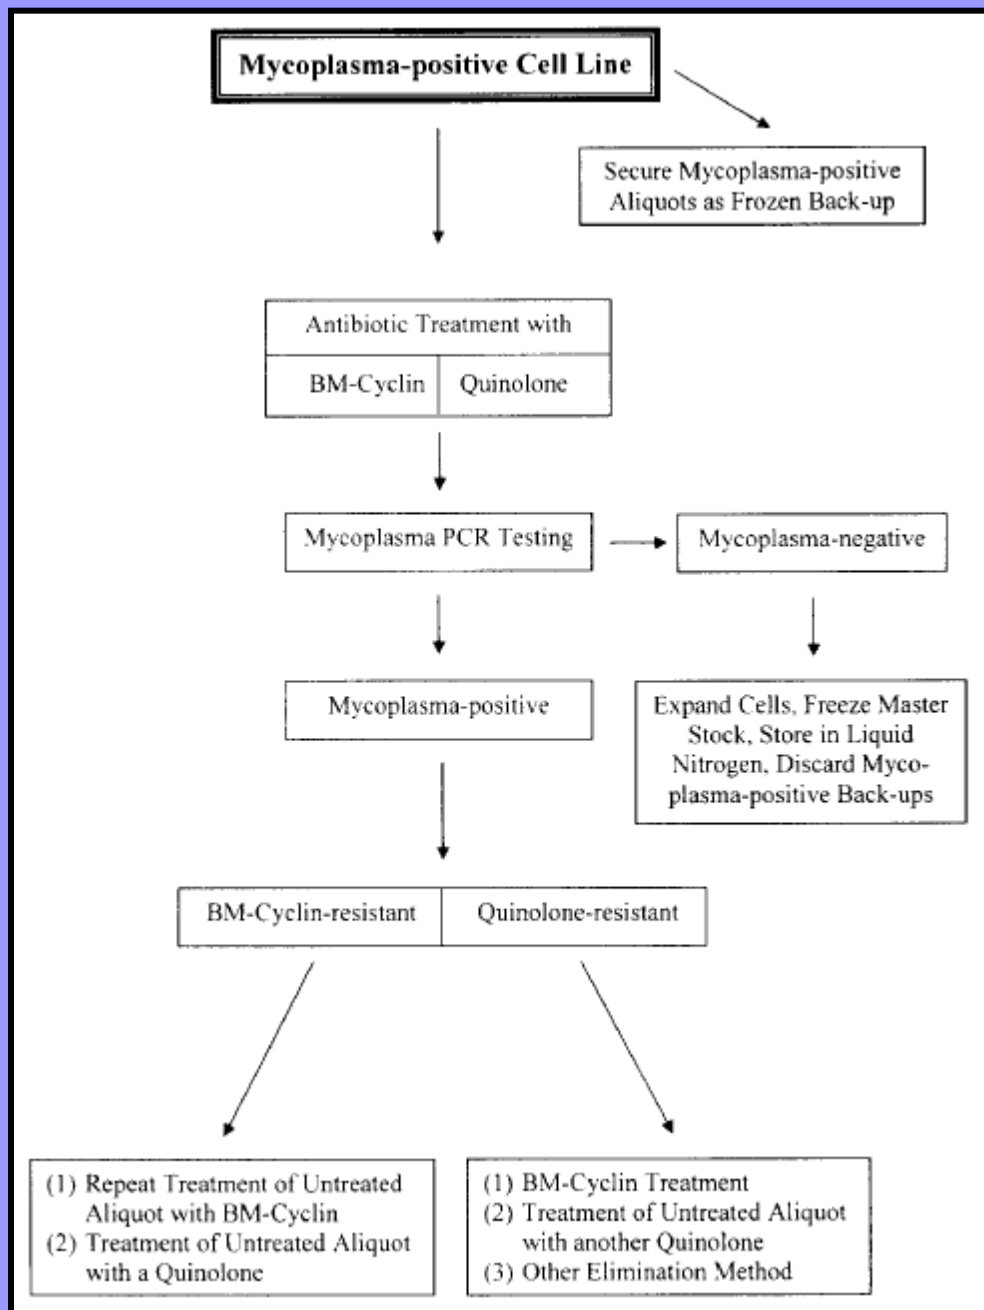 Mycoplasma-positive Cell Line
Secure Mycoplasma-positive
Aliquots as Frozen Back-up
Antibiotic Treatment with
BM-Cyclin
Quinolone
Mycoplasma PCR Testing
Mycoplasma-negative
Mycoplasma-positive
Expand Cells, Freeze Master
Stock, Store in Liquid
Nitrogen, Discard Myco-
plasma-positive Back-ups
BM-Cyclin-resistant
Quinolone-resistant
(1) Repeat Treatment of Untreated
Aliquot with BM-Cyclin
(2) Treatment of Untreated Aliquot
with a Quinolone
(1) BM-Cyclin Treatment
(2) Treatment of Untreated Aliquot
with another Quinolone
(3) Other Elimination Method